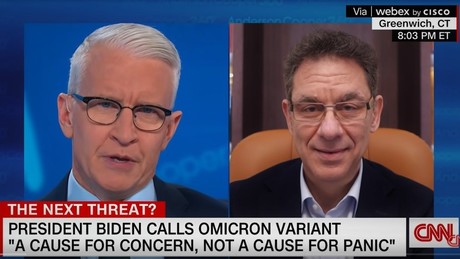 Via webex by CISCO
Greenwich, CT
8:03 PM ET
THE NEXT THREAT?
PRESIDENT BIDEN CALLS OMICRON VARIANT
"A CAUSE FOR CONCERN, NOT A CAUSE FOR PANIC"
CNN